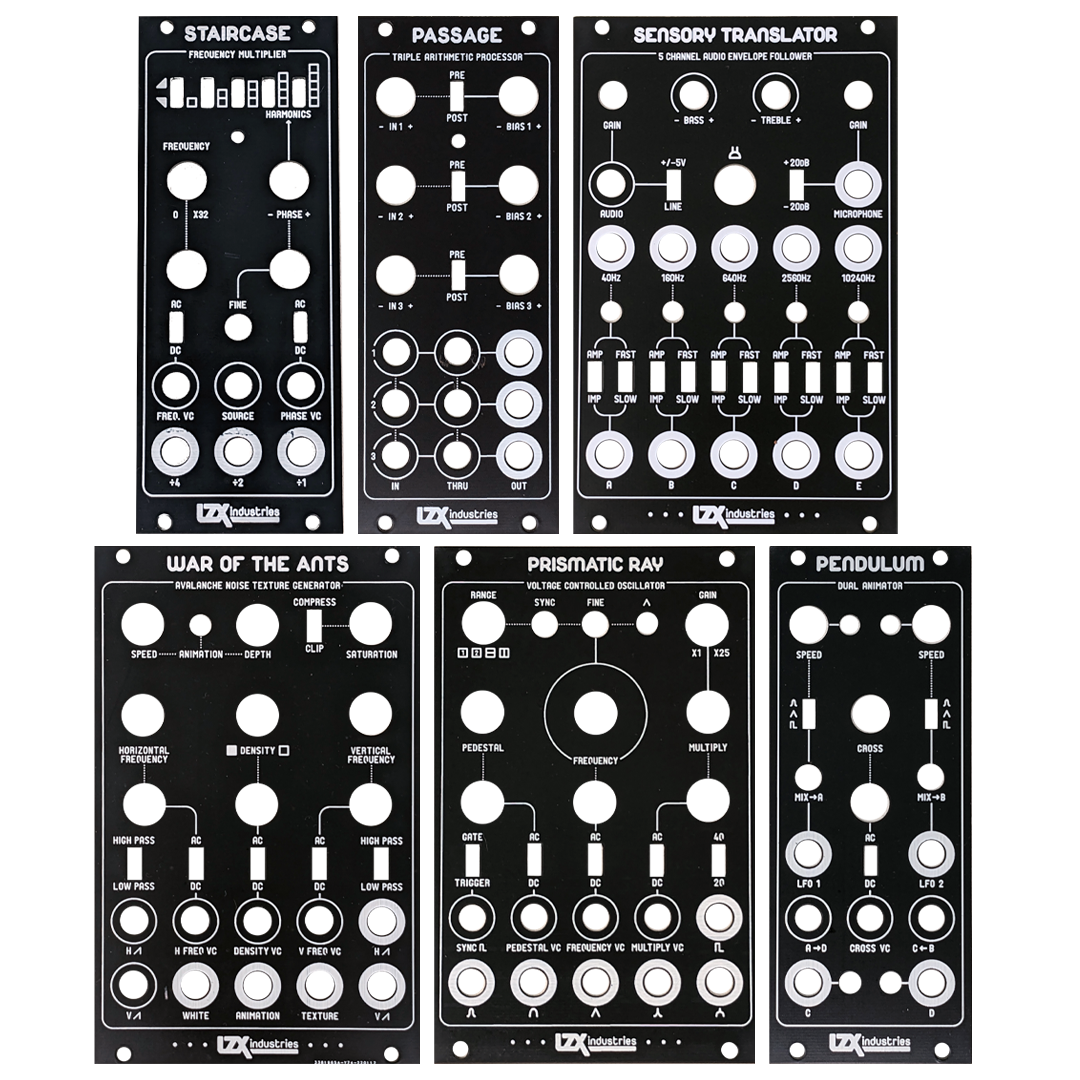 STAIRCASE
FREQUENCY MULTIPLIER
HARMONICS
FREQUENCY
0 X32
- PHASE +
AC
FINE
AC
DC
DC
FREQ. VC
SOURCE
PHASE VC
÷4
÷2
÷1
LZX industries
PASSAGE
TRIPLE ARITHMETIC PROCESSOR
PRE
POST
- IN 1 +
- BIAS 1 +
PRE
POST
- IN 2 +
- BIAS 2 +
PRE
POST
- IN 3 +
- BIAS 3 +
1
2
3
IN
THRU
OUT
LZX industries
SENSORY TRANSLATOR
5 CHANNEL AUDIO ENVELOPE FOLLOWER
GAIN
- BASS +
- TREBLE +
GAIN
+/-5V
+20DB
AUDIO
LINE
-20DB
MICROPHONE
40HZ
160HZ
640HZ
2560HZ
10240HZ
AMP FAST AMP FAST AMP FAST AMP FAST AMP FAST
IMP SLOW IMP SLOW IMP SLOW IMP SLOW IMP SLOW
A
B
C
D
E
LZX industries
WAR OF THE ANTS
AVALANCHE NOISE TEXTURE GENERATOR
COMPRESS
CLIP
SPEED
ANIMATION
DEPTH
SATURATION
HORIZONTAL
FREQUENCY
DENSITY
VERTICAL
FREQUENCY
HIGH PASS
AC
AC
AC
HIGH PASS
LOW PASS
DC
DC
DC
LOW PASS
H
H FREQ VC
DENSITY VC
V FREQ VC
H
V
WHITE
ANIMATION
TEXTURE
V
LZX industries
PRISMATIC RAY
VOLTAGE CONTROLLED OSCILLATOR
RANGE
SYNC
FINE
GAIN
X1 X25
PEDESTAL
FREQUENCY
MULTIPLY
GATE
AC
AC
AC
40
TRIGGER
DC
DC
DC
20
SYNC
PEDESTAL VC
FREQUENCY VC
MULTIPLY VC
LZX industries
PENDULUM
DUAL ANIMATOR
SPEED
SPEED
CROSS
MIX→A
MIX→B
AC
LFO 1
DC
LFO 2
A→D
CROSS VC
C←B
C
D
LZX industries